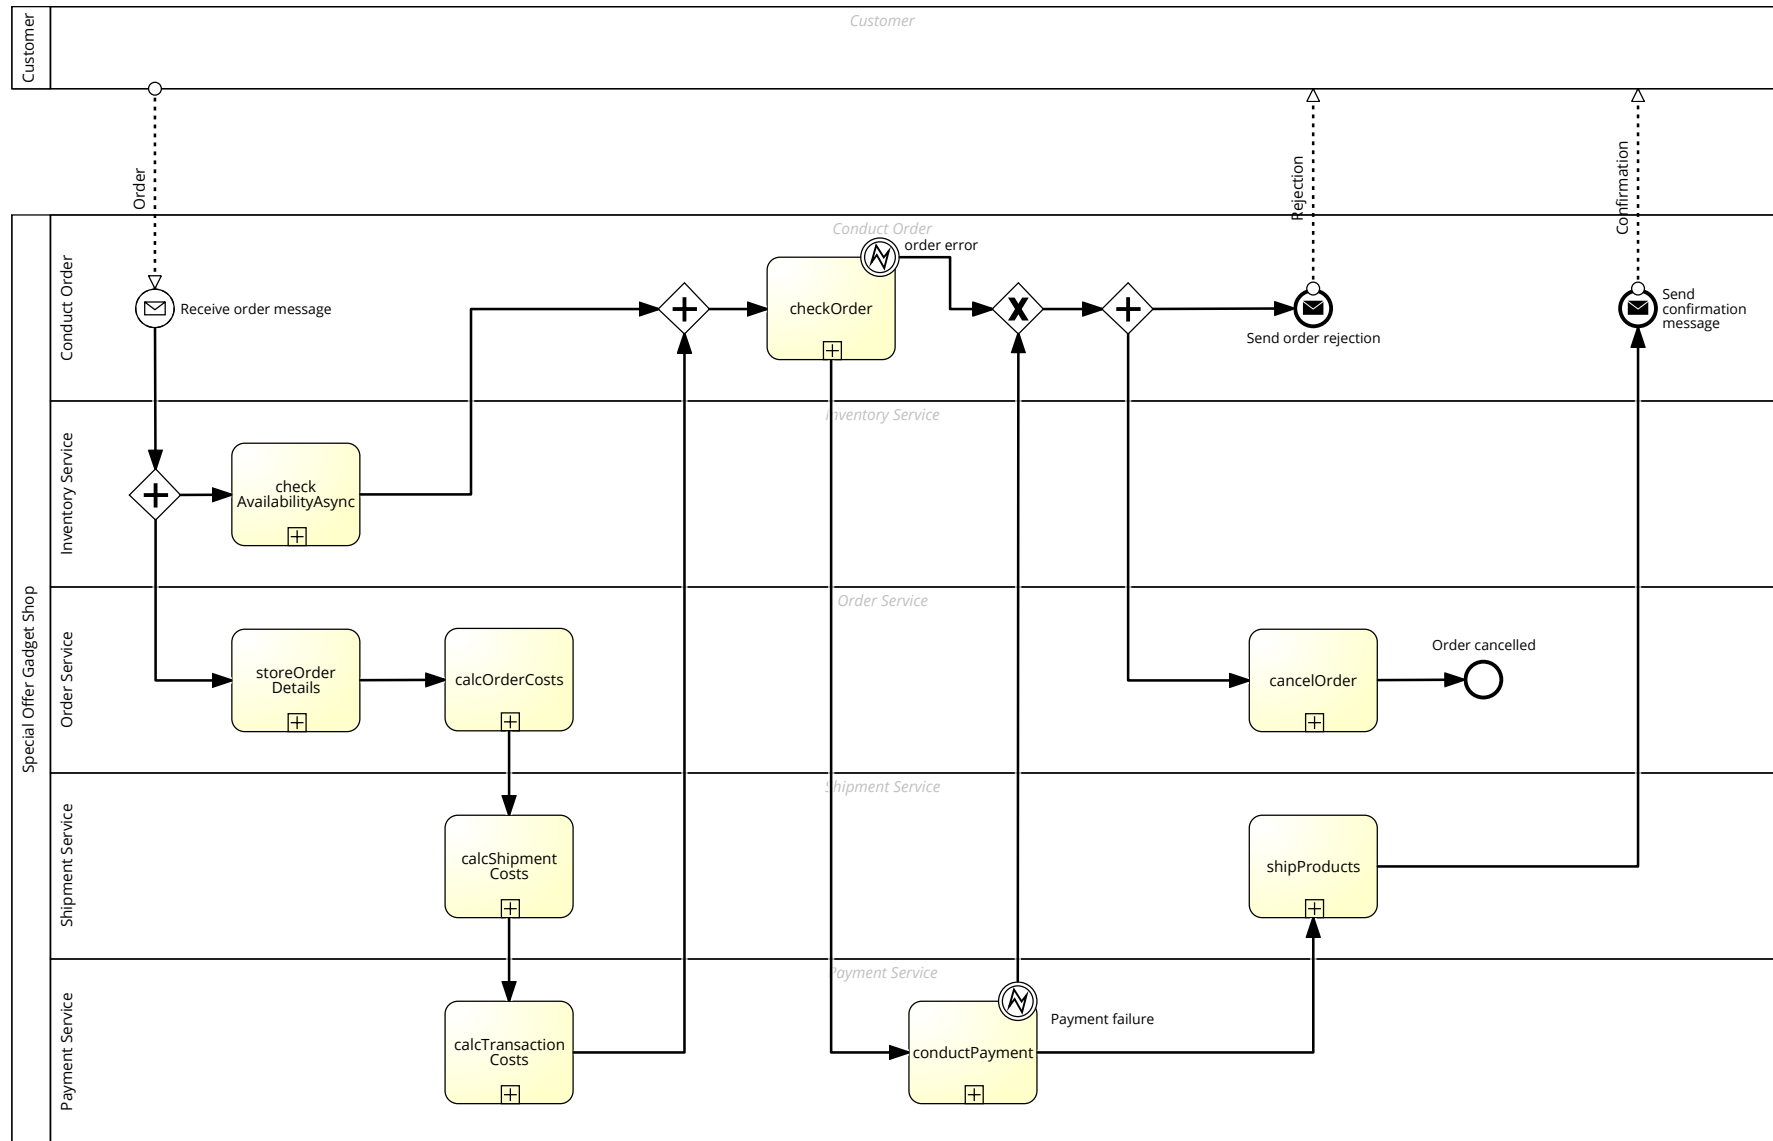 Customer
Customer
Order
Rejection
Confirmation
Special Offer Gadget Shop
Conduct Order
Conduct Order
order error
Receive order message
checkOrder
Send order rejection
Send
confirmation
message
Inventory Service
Inventory Service
check
AvailabilityAsync
Order Service
Order Service
storeOrder
Details
calcOrderCosts
cancelOrder
Order cancelled
Shipment Service
Shipment Service
calcShipment
Costs
shipProducts
Payment Service
Payment Service
calcTransaction
Costs
conductPayment
Payment failure